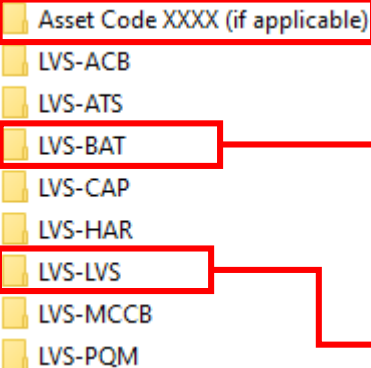 Asset Code XXXX (if applicable)
LVS-ACB
LVS-ATS
LVS-BAT
LVS-CAP
LVS-HAR
LVS-LVS
LVS-MCCB
LVS-PQM